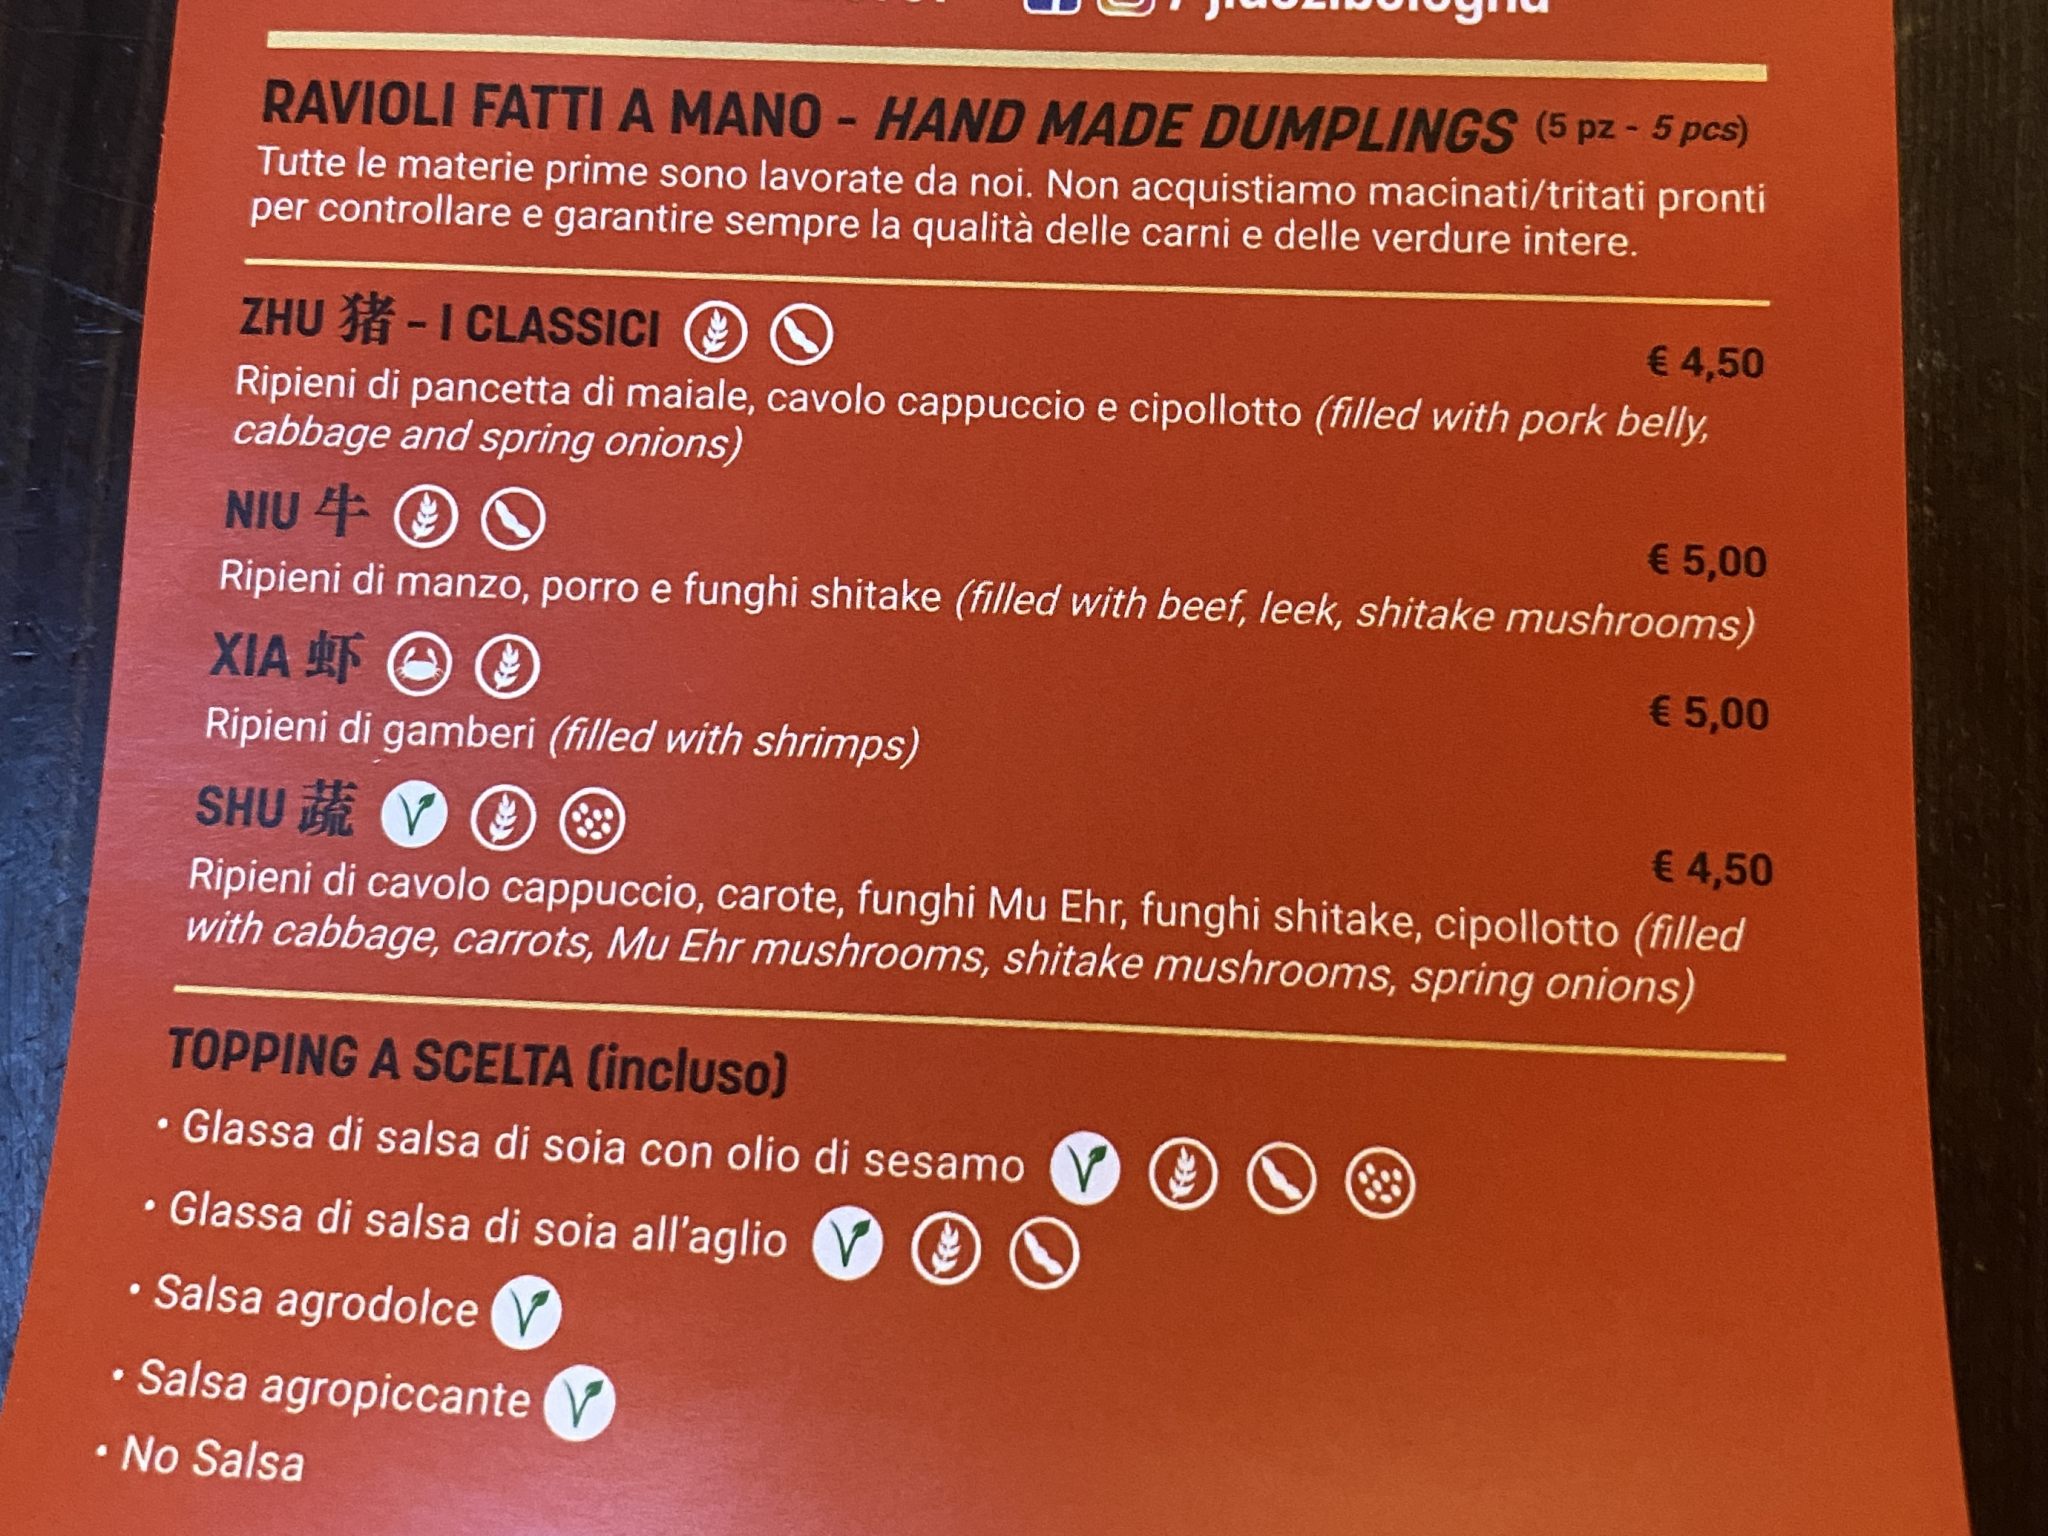 RAVIOLI FATTI A MANO - HAND MADE DUMPLINGS (5 pz - 5 pcs)
Tutte le materie prime sono lavorate da noi. Non acquistiamo macinati/tritati pronti
per controllare e garantire sempre la qualità delle carni e delle verdure intere.
ZHU 猪 - I CLASSICI
€ 4,50
Ripieni di pancetta di maiale, cavolo cappuccio e cipollotto (filled with pork belly,
cabbage and spring onions)
NIU 牛
€ 5,00
Ripieni di manzo, porro e funghi shitake (filled with beef, leek, shitake mushrooms)
XIA 虾
€ 5,00
Ripieni di gamberi (filled with shrimps)
SHU 蔬
€ 4,50
Ripieni di cavolo cappuccio, carote, funghi Mu Ehr, funghi shitake, cipollotto (filled
with cabbage, carrots, Mu Ehr mushrooms, shitake mushrooms, spring onions)
TOPPING A SCELTA (incluso)
• Glassa di salsa di soia con olio di sesamo
• Glassa di salsa di soia all'aglio
• Salsa agrodolce
• Salsa agropiccante
• No Salsa